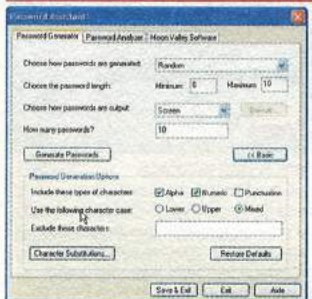 Password Assistant
Password Generator Password Analyzer Moon Valley Software
Choose how passwords are generated: Random
Choose the password length: Minimum: 6 Maximum: 10
Choose how passwords are output: Screen
How many passwords? 10
Generate Passwords << Basic
Password Generation Options
Include these types of characters: Alpha Numeric Punctuation
Use the following character case: Lower Upper Mixed
Exclude these characters:
Character Substitutions... Restore Defaults
Save & Exit Exit Aide